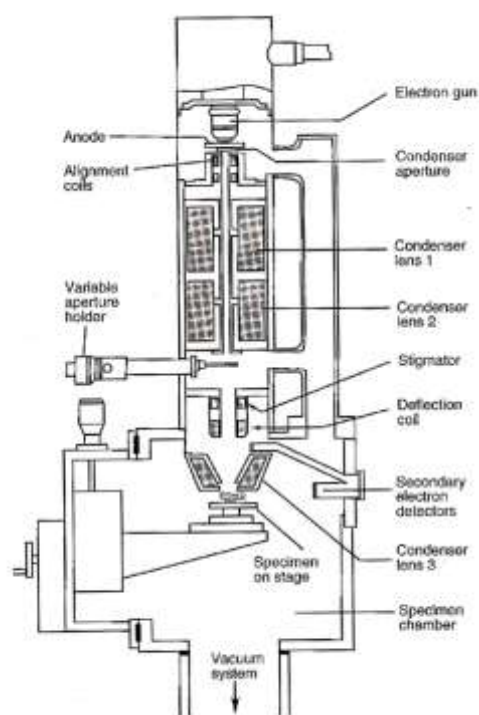 Electron gun
Anode
Condenser
aperture
Alignment
coils
Condenser
lens 1
Variable
aperture
holder
Condenser
lens 2
Stigmator
Deflection
coil
Secondary
electron
detectors
Specimen
on stage
Condenser
lens 3
Specimen
chamber
Vacuum
system